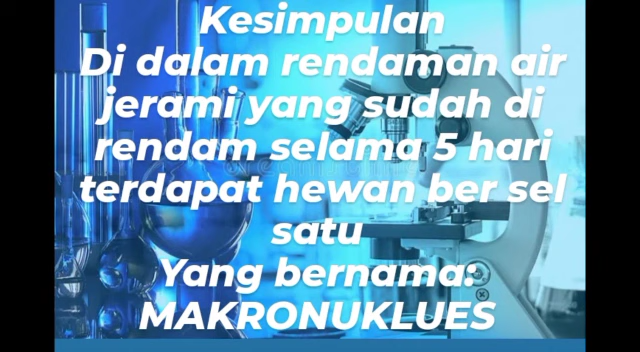 Kesimpulan
Di dalam rendaman air
jerami yang sudah di
rendam selama 5 hari
terdapat hewan ber sel
satu
Yang bernama:
MAKRONUKLUES